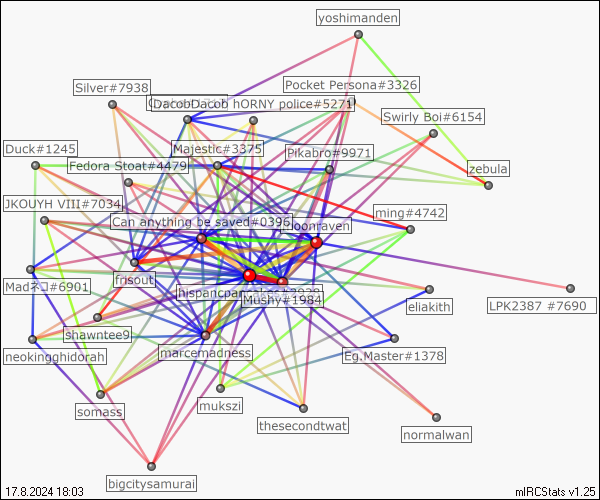 yoshimanden
Silver#7938
Pocket Persona#3326
DacobDacob hORNY police#5271
Swirly Boi#6154
Duck#1245
Majestic#3375
Pikabro#9971
Fedora Stoat#4479
zebula
JKOUYH VIII#7034
ming#4742
Can anything be saved#0396
loonraven
Madネコ#6901
frisout
Mushy#1984
eliakith
LPK2387 #7690
shawntee9
neokingghidorah
marcemadness
Eg.Master#1378
somass
mukszi
thesecondtwat
normalwan
bigcitysamurai
17.8.2024 18:03
mIRCStats v1.25